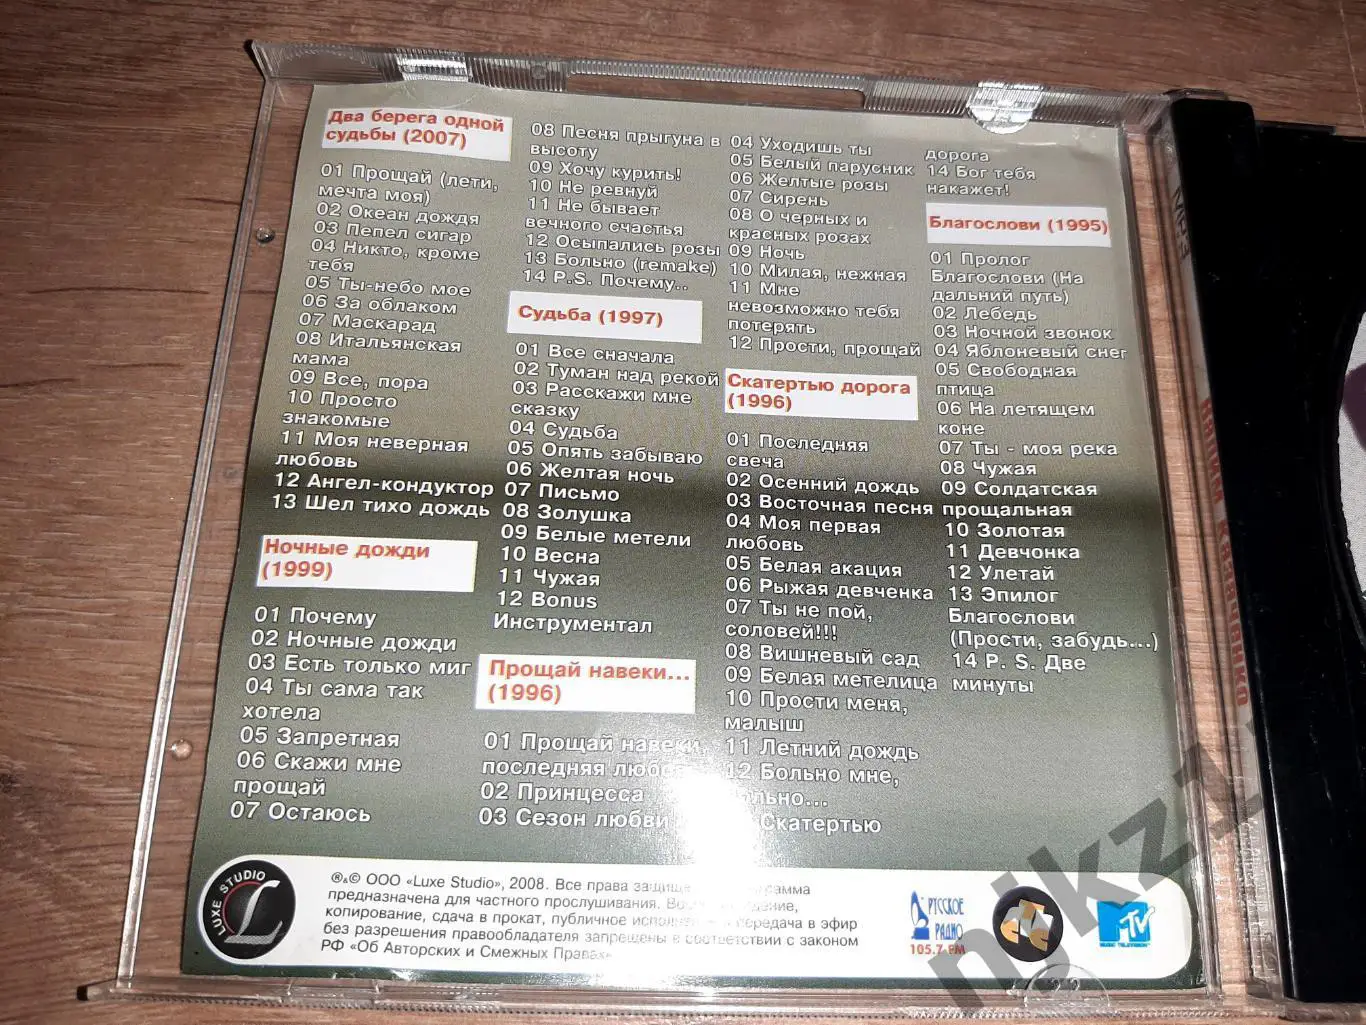 Два берега одной
судьбы (2007)
01 Прощай (лети,
мечта моя)
02 Океан дождя
03 Пепел сигар
04 Никто, кроме
тебя
05 Ты-небо мое
06 За облаком
07 Маскарад
08 Итальянская
мама
09 Все, пора
10 Просто
знакомые
11 Моя неверная
любовь
12 Ангел-кондуктор
13 Шел тихо дождь
Ночные дожди
(1999)
01 Почему
02 Ночные дожди
03 Есть только миг
04 Ты сама так
хотела
05 Запретная
06 Скажи мне
прощай
07 Остаюсь
08 Песня прыгуна в
высоту
09 Хочу курить!
10 Не ревнуй
11 Не бывает
вечного счастья
12 Осыпались розы
13 Больно (remake)
14 P.S. Почему..
Судьба (1997)
01 Все сначала
02 Туман над рекой
03 Расскажи мне
сказку
04 Судьба
05 Опять забываю
06 Желтая ночь
07 Письмо
08 Золушка
09 Белые метели
10 Весна
11 Чужая
12 Bonus
Инструментал
Прощай навеки...
(1996)
01 Прощай навеки,
последняя
02 Принцесса
03 Сезон любви
04 Уходишь ты
05 Белый парусник
06 Желтые розы
07 Сирень
08 О черных и
красных розах
09 Ночь
10 Милая, нежная
11 Мне
невозможно тебя
потерять
12 Прости, прощай
Скатертью дорога
(1996)
01 Последняя
свеча
02 Осенний дождь
03 Восточная песня
04 Моя первая
любовь
05 Белая акация
06 Рыжая девченка
07 Ты не пой,
соловей!!!
08 Вишневый сад
09 Белая метелица
10 Прости меня,
малыш
11 Летний дождь
12 Больно мне,
Скатертью
дорога
14 Бог тебя
накажет!
Благослови (1995)
01 Пролог
Благослови (На
дальний путь)
02 Лебедь
03 Ночной звонок
04 Яблоневый снег
05 Свободная
птица
06 На летящем
коне
07 Ты - моя река
08 Чужая
09 Солдатская
прощальная
10 Золотая
11 Девчонка
12 Улетай
13 Эпилог
Благослови
(Прости, забудь...)
14 P. S. Две
минуты
LUXE STUDIO
L
®&© ООО «Luxe Studio», 2008. Все права
предназначена для частного прослушивания.
копирование, сдача в прокат, публичное передача в эфир
без разрешения правообладателя запрещены в соответствии с законом
РФ «Об Авторских и Смежных Правах»
РУССКОЕ
РАДИО
105.7 FM
MTV
MUSIC TELEVISION
MP3